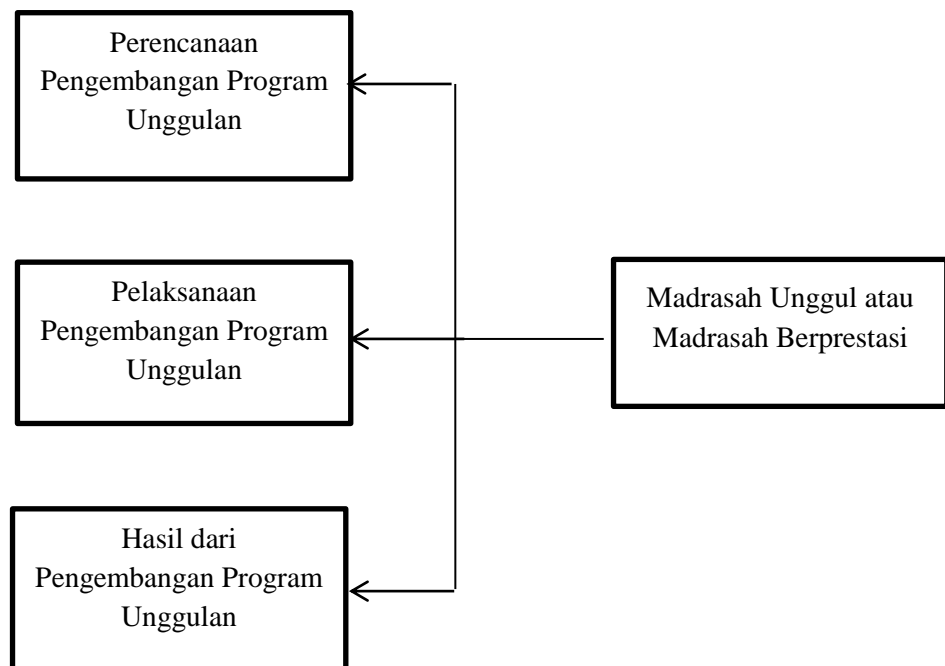 Perencanaan
Pengembangan Program
Unggulan
Pelaksanaan
Pengembangan Program
Unggulan
Madrasah Unggul atau
Madrasah Berprestasi
Hasil dari
Pengembangan Program
Unggulan